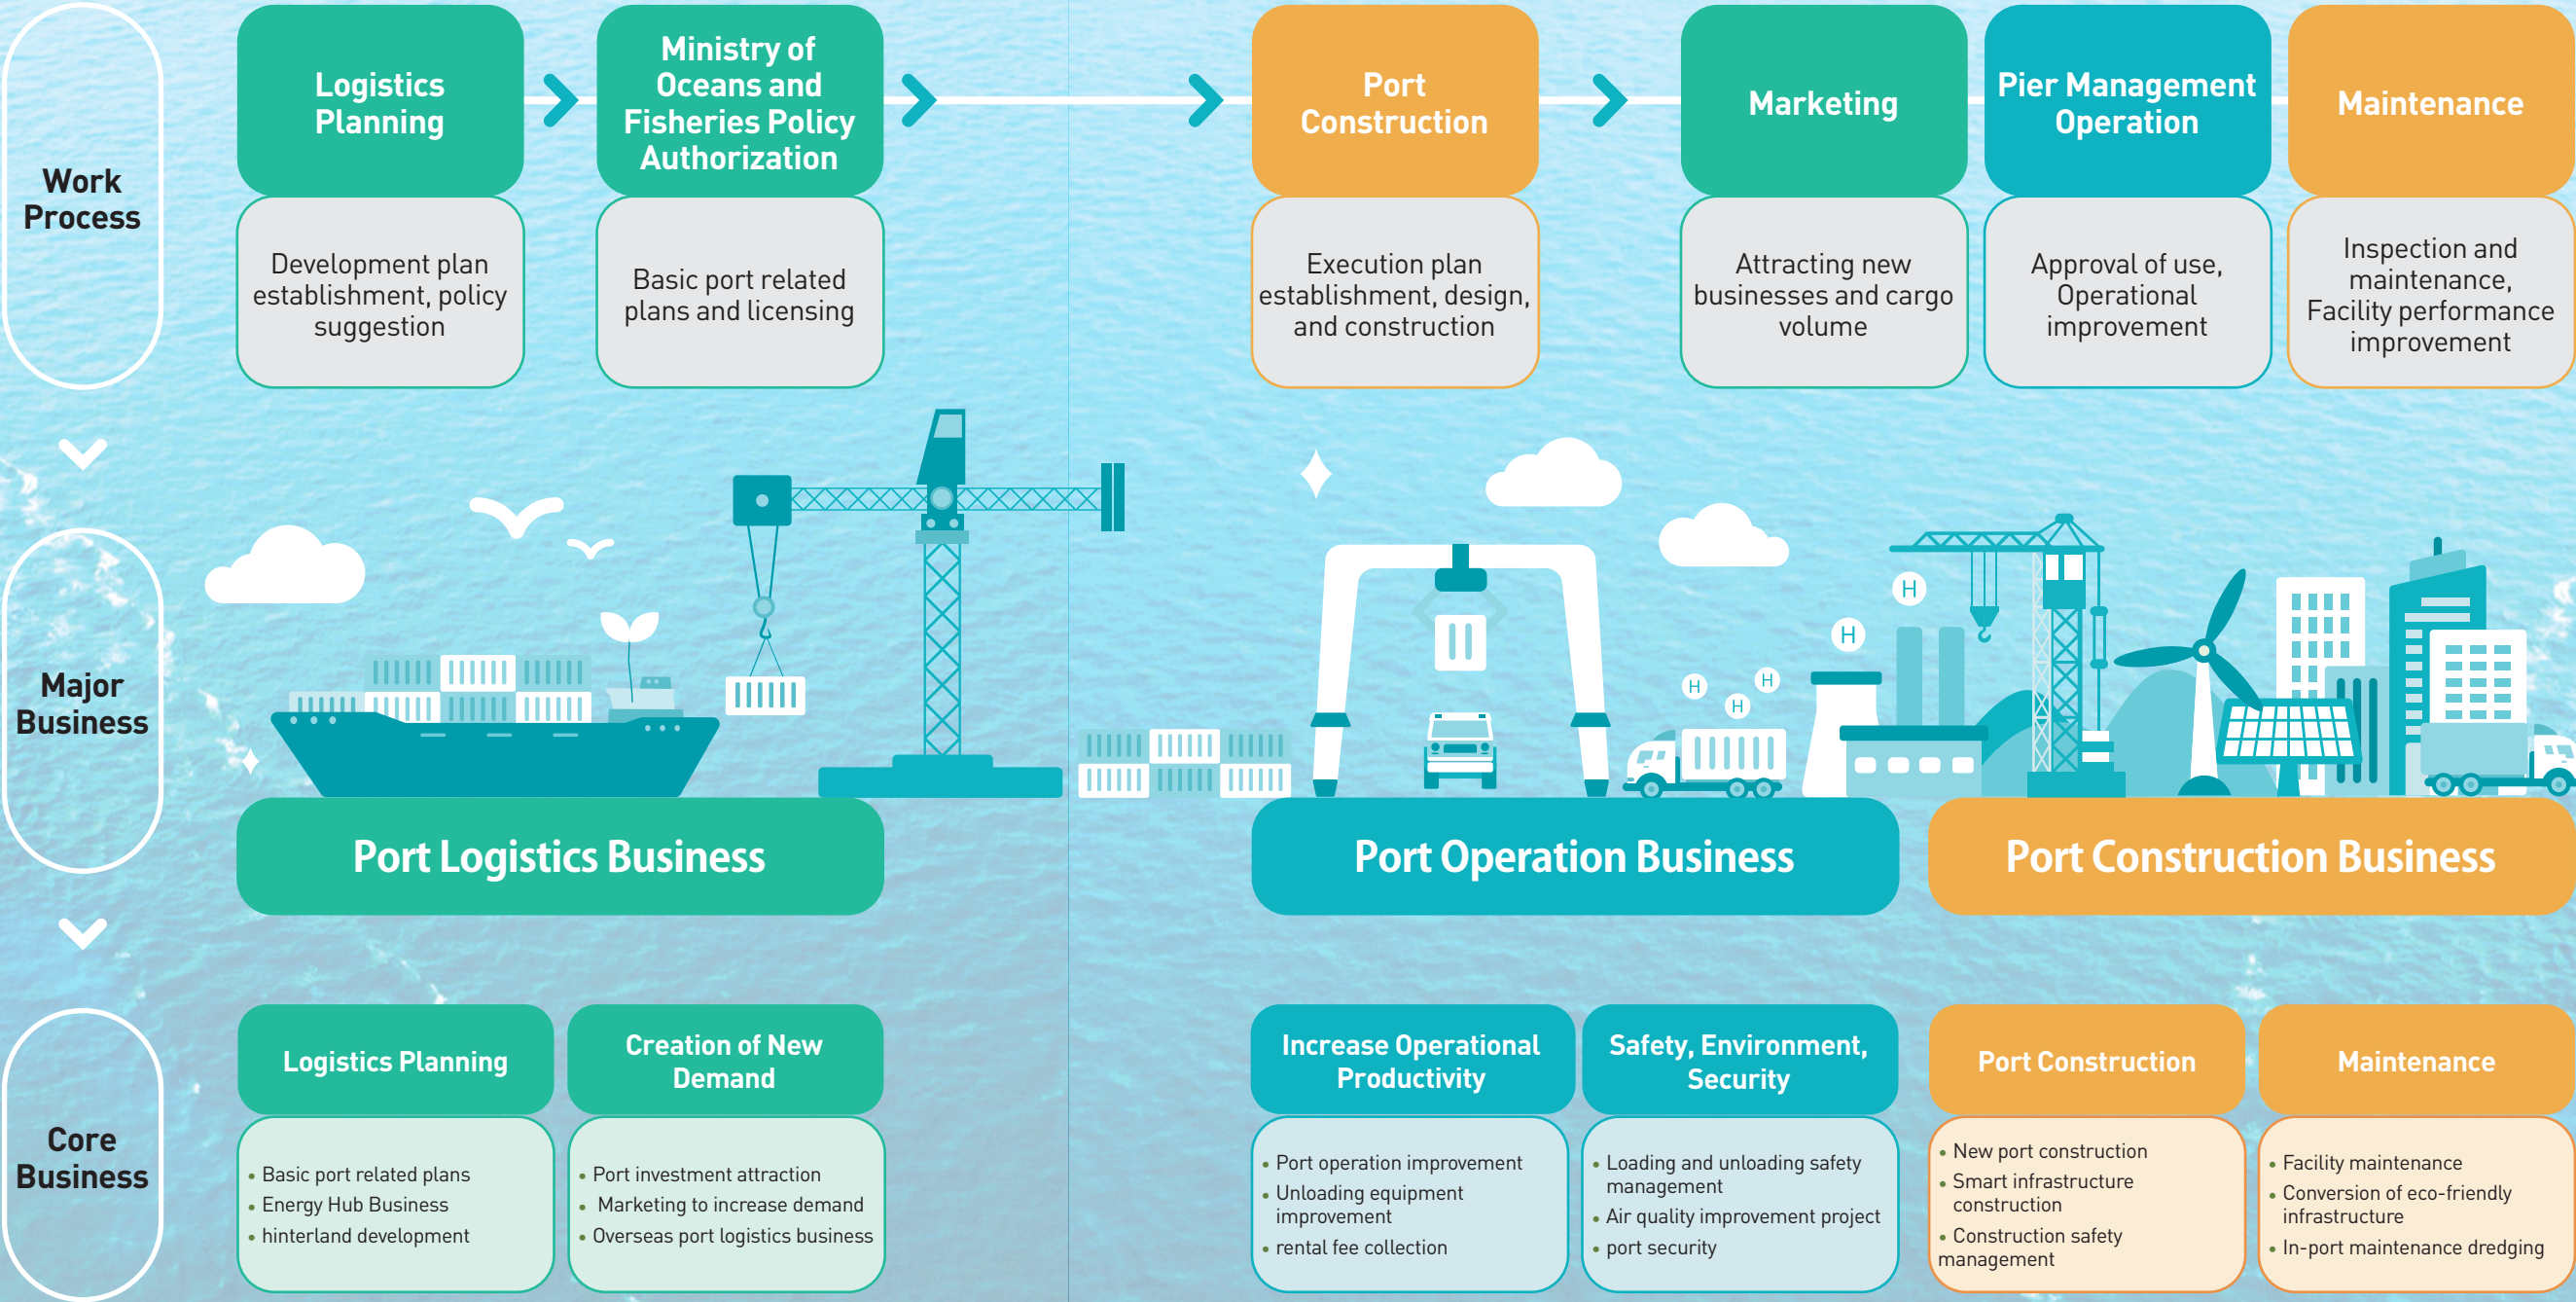 Work
Process
Logistics
Planning
Development plan
establishment, policy
suggestion
Ministry of
Oceans and
Fisheries Policy
Authorization
Basic port related
plans and licensing
Port
Construction
Execution plan
establishment, design,
and construction
Marketing
Attracting new
businesses and cargo
volume
Pier Management
Operation
Approval of use,
Operational
improvement
Maintenance
Inspection and
maintenance,
Facility performance
improvement
Major
Business
H
H
H
H
H
Port Logistics Business
Port Operation Business
Port Construction Business
Core
Business
Logistics Planning
• Basic port related plans
• Energy Hub Business
• hinterland development
Creation of New
Demand
• Port investment attraction
• Marketing to increase demand
• Overseas port logistics business
Increase Operational
Productivity
• Port operation improvement
• Unloading equipment
improvement
• rental fee collection
Safety, Environment,
Security
• Loading and unloading safety
management
• Air quality improvement project
• port security
Port Construction
• New port construction
• Smart infrastructure
construction
• Construction safety
management
Maintenance
• Facility maintenance
• Conversion of eco-friendly
infrastructure
• In-port maintenance dredging